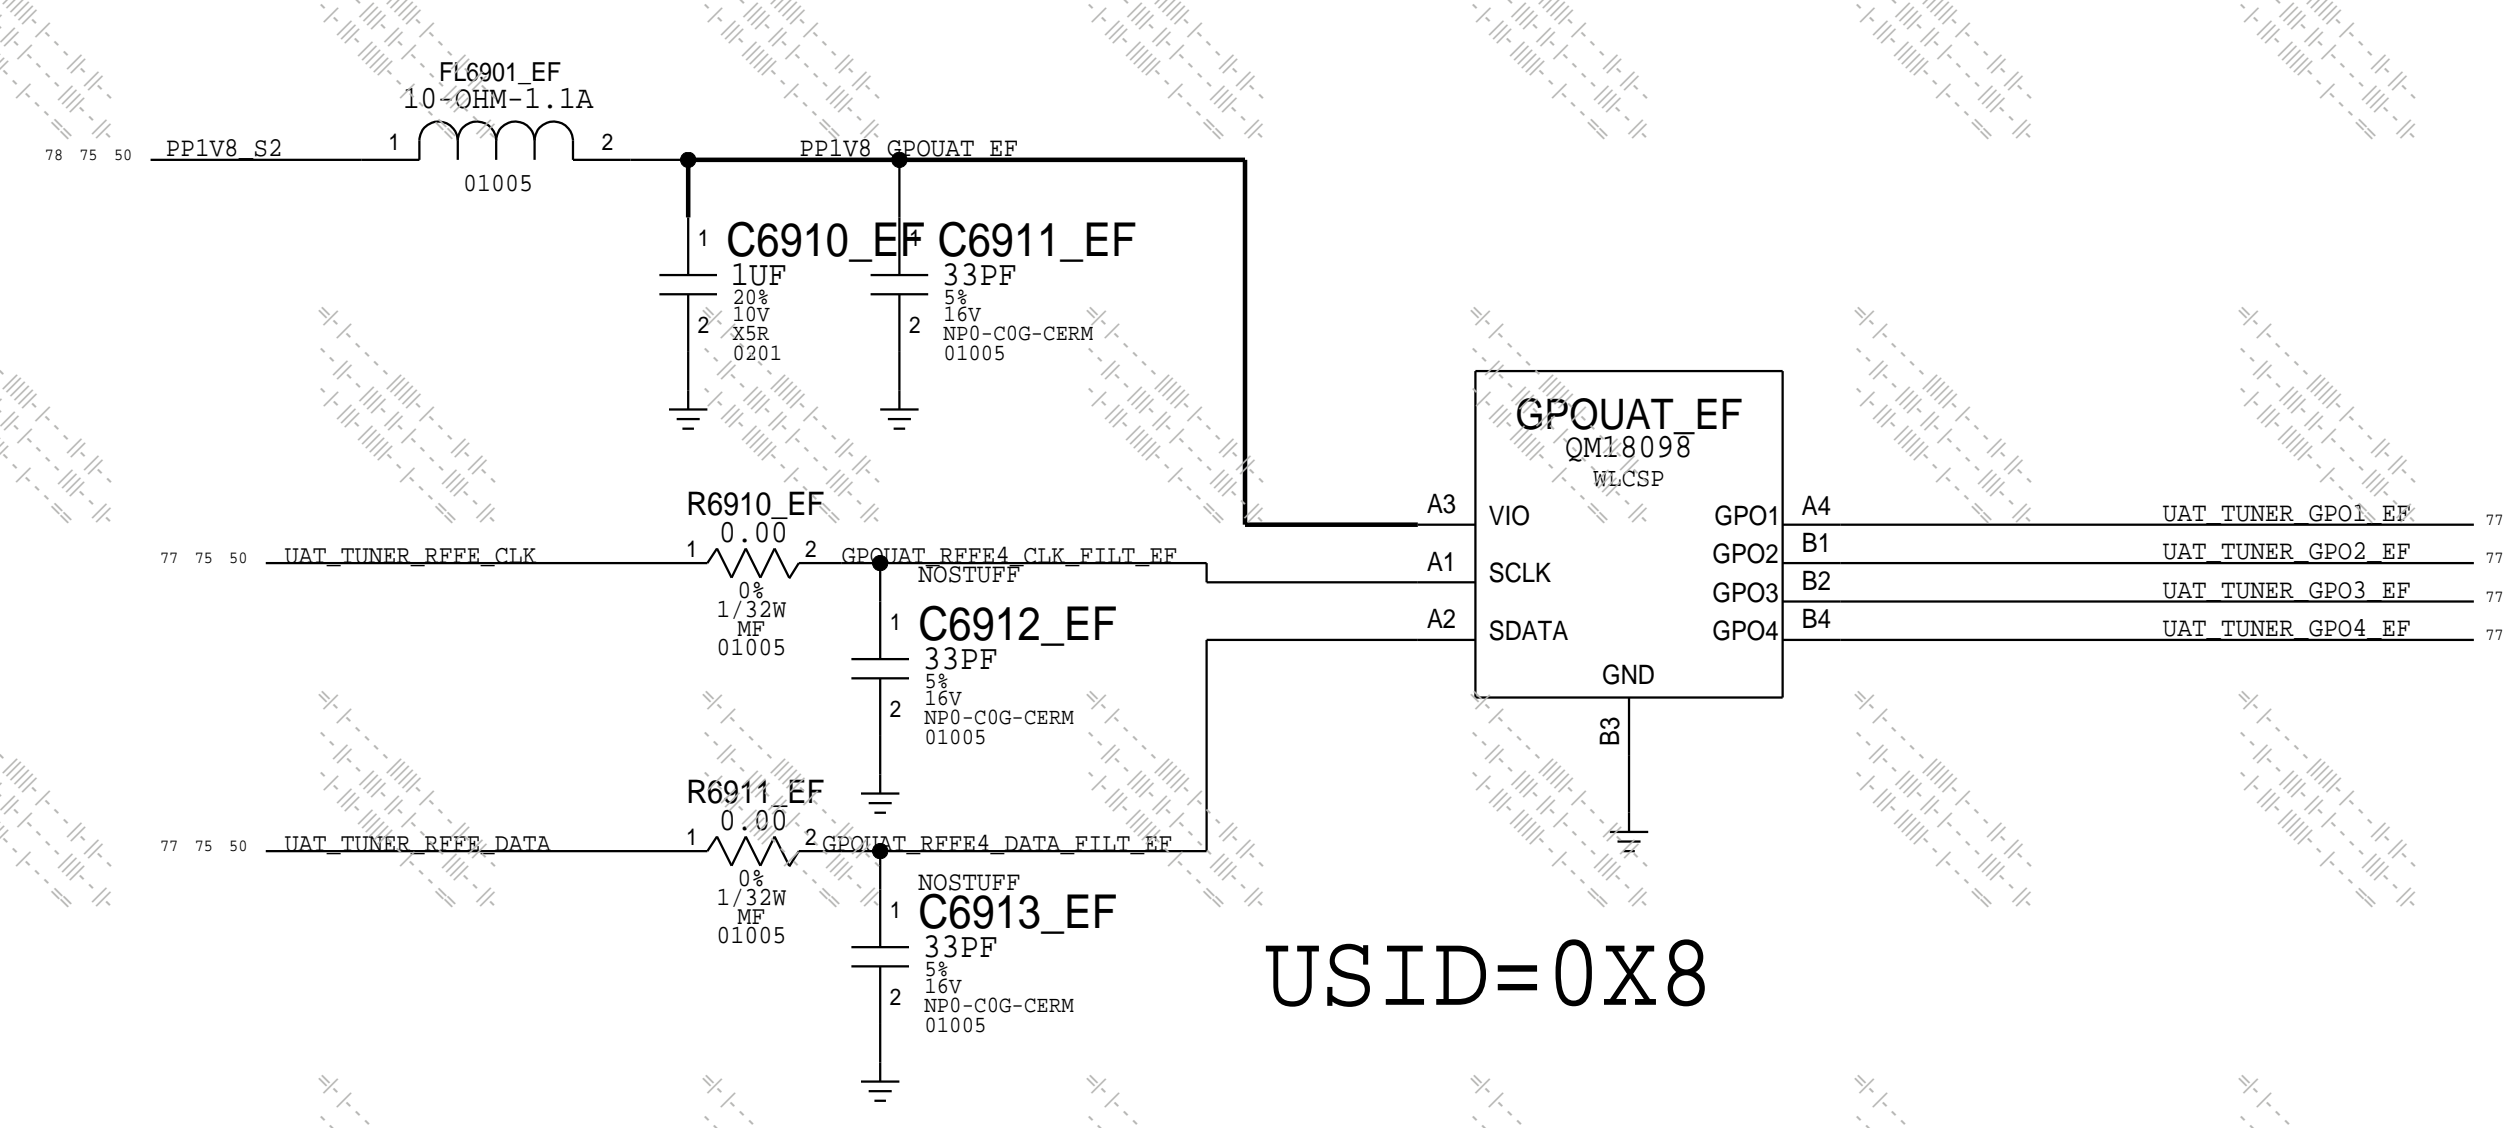 FL6901_EF
10-OHM-1.1A
78 75 50 PP1V8_S2 1 2
01005
PP1V8_GPOUAT_EF
1 C6910_EF
1UF
20%
10V
2 X5R
0201
1 C6911_EF
33PF
5%
16V
2 NP0-C0G-CERM
01005
R6910_EF
0.00
77 75 50 UAT_TUNER_RFFE_CLK 1 2 GPOUAT_RFFE4_CLK_FILT_EF
0%
1/32W
MF
01005
NOSTUFF
1 C6912_EF
33PF
5%
16V
2 NP0-C0G-CERM
01005
R6911_EF
0.00
77 75 50 UAT_TUNER_RFFE_DATA 1 2 GPOUAT_RFFE4_DATA_FILT_EF
0%
1/32W
MF
01005
NOSTUFF
1 C6913_EF
33PF
5%
16V
2 NP0-C0G-CERM
01005
GPOUAT_EF
QM18098
WLCSP
A3 VIO
A1 SCLK
A2 SDATA
GPO1 A4 UAT_TUNER_GPO1_EF 77
GPO2 B1 UAT_TUNER_GPO2_EF 77
GPO3 B2 UAT_TUNER_GPO3_EF 77
GPO4 B4 UAT_TUNER_GPO4_EF 77
GND
B3
USID=0X8